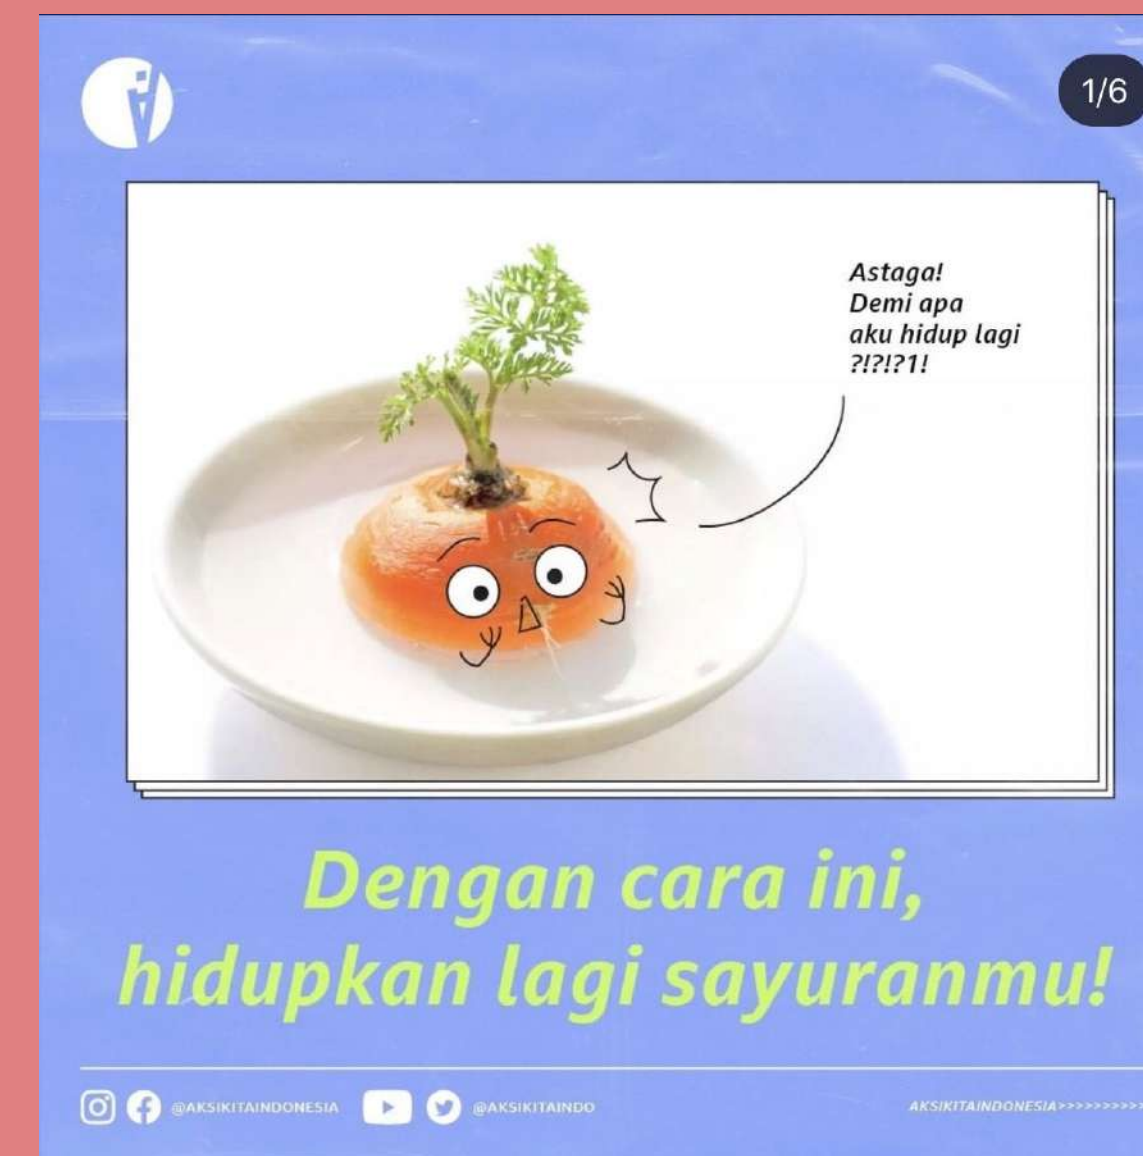 1/6
Astaga!
Demi apa
aku hidup lagi
?!?!?1!
Dengan cara ini,
hidupkan lagi sayuranmu!
@AKSIKITAINDONESIA @AKSIKITAINDO AKSIKITAINDONESIA>>>>>>>>>>